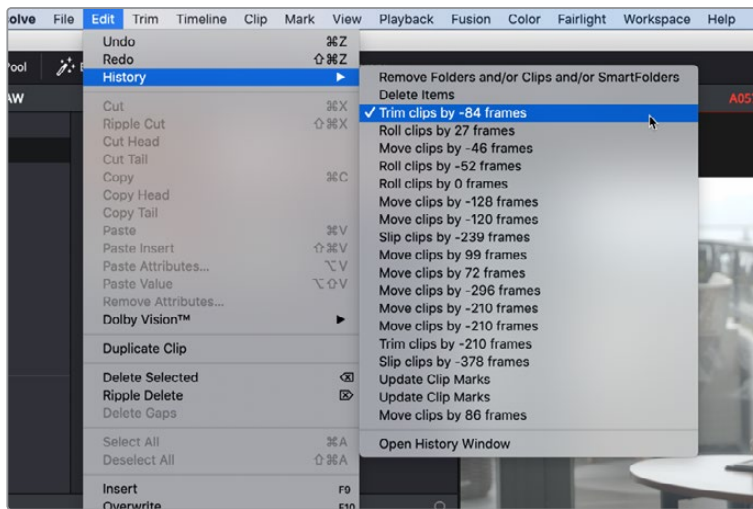 olve File Edit Trim Timeline Clip Mark View Playback Fusion Color Fairlight Workspace Help
ool
AW
A05
Undo ⌘Z
Redo ⇧⌘Z
History ▶
Cut ⌘X
Ripple Cut ⇧⌘X
Cut Head
Cut Tail
Copy ⌘C
Copy Head
Copy Tail
Paste ⌘V
Paste Insert ⇧⌘V
Paste Attributes... ⌥V
Paste Value ⌥⇧V
Remove Attributes...
Dolby Vision™ ▶
Duplicate Clip
Delete Selected ⌫
Ripple Delete ⌦
Delete Gaps
Select All ⌘A
Deselect All ⇧⌘A
Insert F9
Overwrite F10
Remove Folders and/or Clips and/or SmartFolders
Delete Items
✓ Trim clips by -84 frames
Roll clips by 27 frames
Move clips by -46 frames
Roll clips by -52 frames
Roll clips by 0 frames
Move clips by -128 frames
Move clips by -120 frames
Slip clips by -239 frames
Move clips by 99 frames
Move clips by 72 frames
Move clips by -296 frames
Move clips by -210 frames
Move clips by -210 frames
Trim clips by -210 frames
Slip clips by -378 frames
Update Clip Marks
Update Clip Marks
Move clips by 86 frames
Open History Window